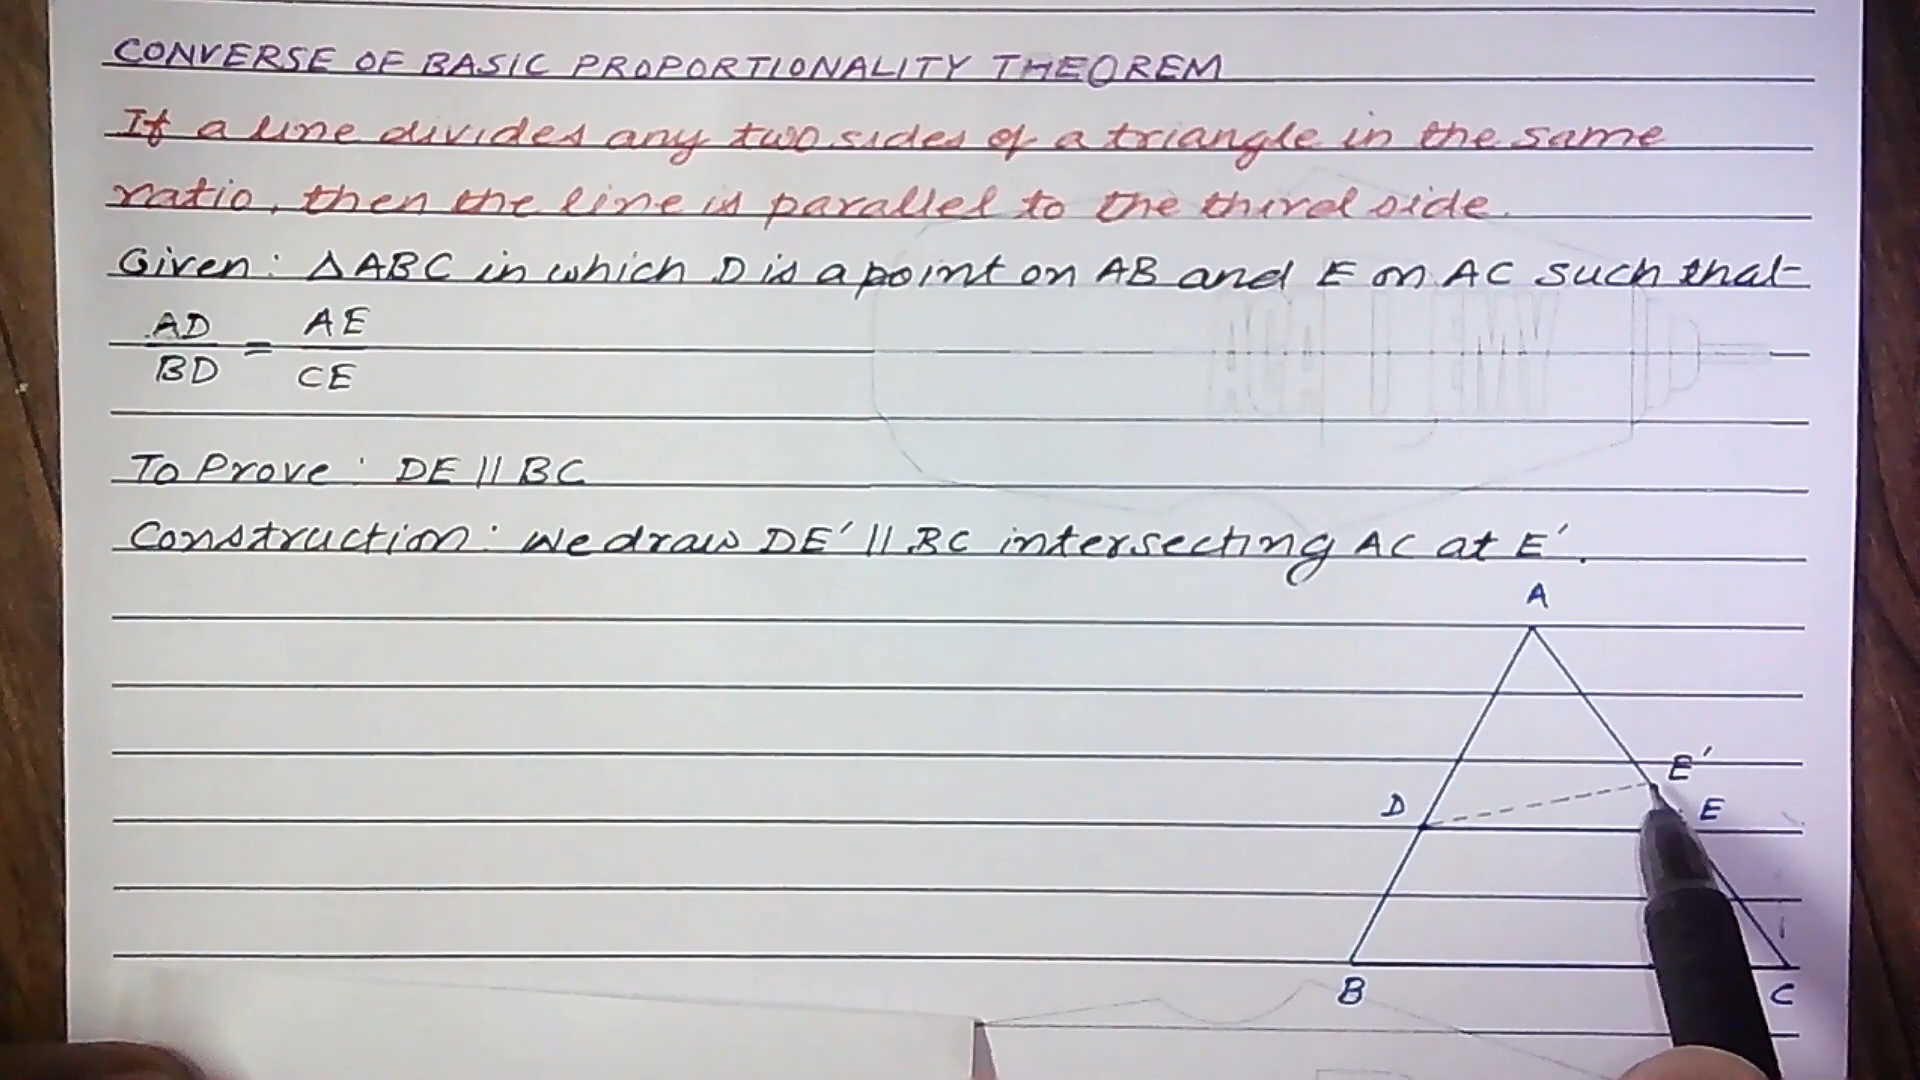 CONVERSE OF BASIC PROPORTIONALITY THEOREM
If a line divides any two sides of a triangle in the same
ratio, then the line is parallel to the third side.
Given: △ABC in which D is a point on AB and E on AC such that
AD/BD = AE/CE
To Prove: DE || BC
Construction: We draw DE' || BC intersecting AC at E'.
A
E'
D
E
B
C
ACADEMY